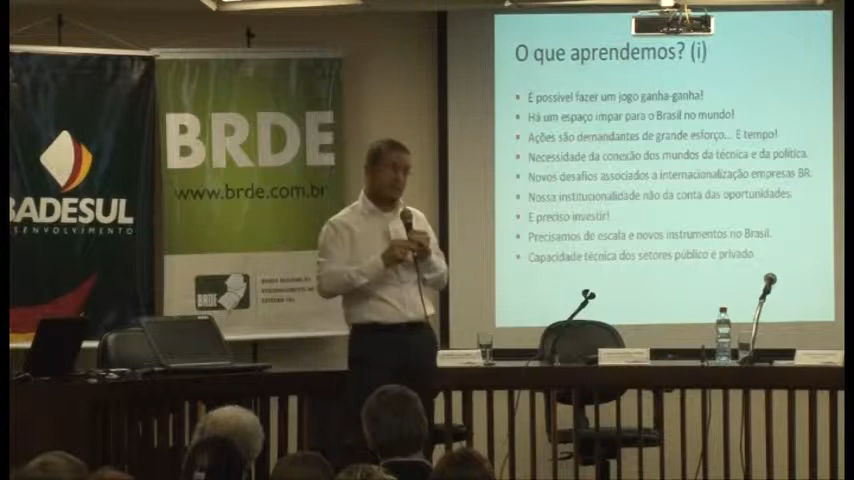 BADESUL
DESENVOLVIMENTO
BRDE
www.brde.com.br
BRDE
O que aprendemos? (i)
É possível fazer um jogo ganha-ganha!
Há um espaço impar para o Brasil no mundo!
Ações são demandantes de grande esforço... E tempo!
Necessidade da conexão dos mundos da técnica e da política.
Novos desafios associados a internacionalização empresas BR.
Nossa institucionalidade não da conta das oportunidades.
E preciso investir!
Precisamos de escala e novos instrumentos no Brasil.
Capacidade técnica dos setores público e privado